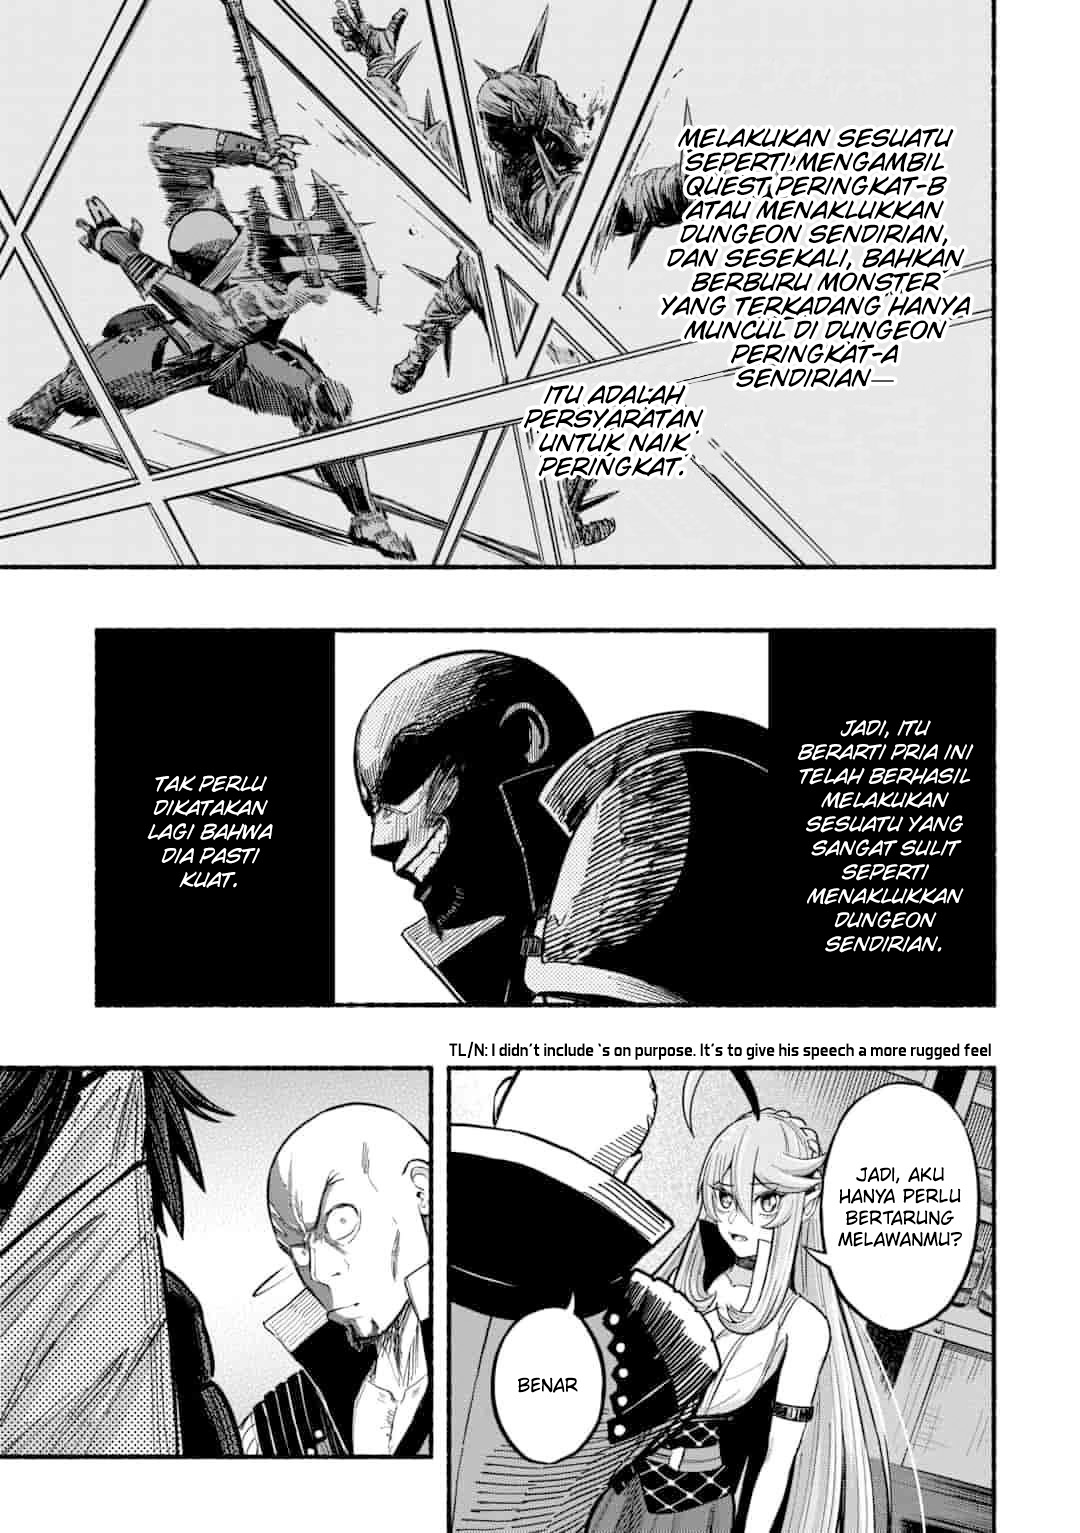 MELAKUKAN SESUATU
SEPERTI MENGAMBIL
QUEST PERINGKAT-B
ATAU MENAKLUKKAN
DUNGEON SENDIRIAN,
DAN SESEKALI, BAHKAN
BERBURU MONSTER
YANG TERKADANG HANYA
MUNCUL DI DUNGEON
PERINGKAT-A
SENDIRIAN—
ITU ADALAH
PERSYARATAN
UNTUK NAIK
PERINGKAT.
JADI, ITU
BERARTI PRIA INI
TELAH BERHASIL
MELAKUKAN
SESUATU YANG
SANGAT SULIT
SEPERTI
MENAKLUKKAN
DUNGEON
SENDIRIAN.
TAK PERLU
DIKATAKAN
LAGI BAHWA
DIA PASTI
KUAT.
TL/N: I didn't include `s on purpose. It's to give his speech a more rugged feel
JADI, AKU
HANYA PERLU
BERTARUNG
MELAWANMU?
BENAR